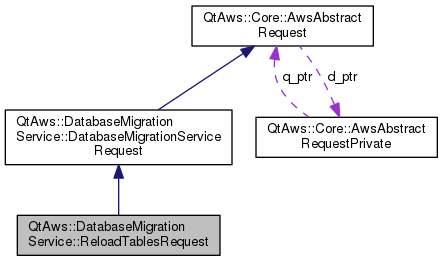 QtAws::Core::AwsAbstract
Request
q_ptr
d_ptr
QtAws::DatabaseMigration
Service::DatabaseMigrationService
Request
QtAws::Core::AwsAbstract
RequestPrivate
QtAws::DatabaseMigration
Service::ReloadTablesRequest